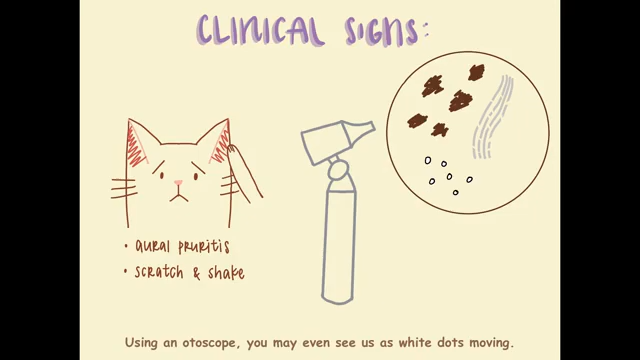 CLINICAL SIGNS:
• aural pruritis
• scratch & shake
Using an otoscope, you may even see us as white dots moving.